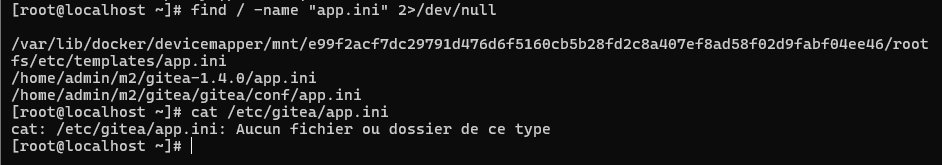 [root@localhost ~]# find / -name "app.ini" 2>/dev/null
/var/lib/docker/devicemapper/mnt/e99f2acf7dc29791d476d6f5160cb5b28fd2c8a407ef8ad58f02d9fabf04ee46/root
fs/etc/templates/app.ini
/home/admin/m2/gitea-1.4.0/app.ini
/home/admin/m2/gitea/gitea/conf/app.ini
[root@localhost ~]# cat /etc/gitea/app.ini
cat: /etc/gitea/app.ini: Aucun fichier ou dossier de ce type
[root@localhost ~]#